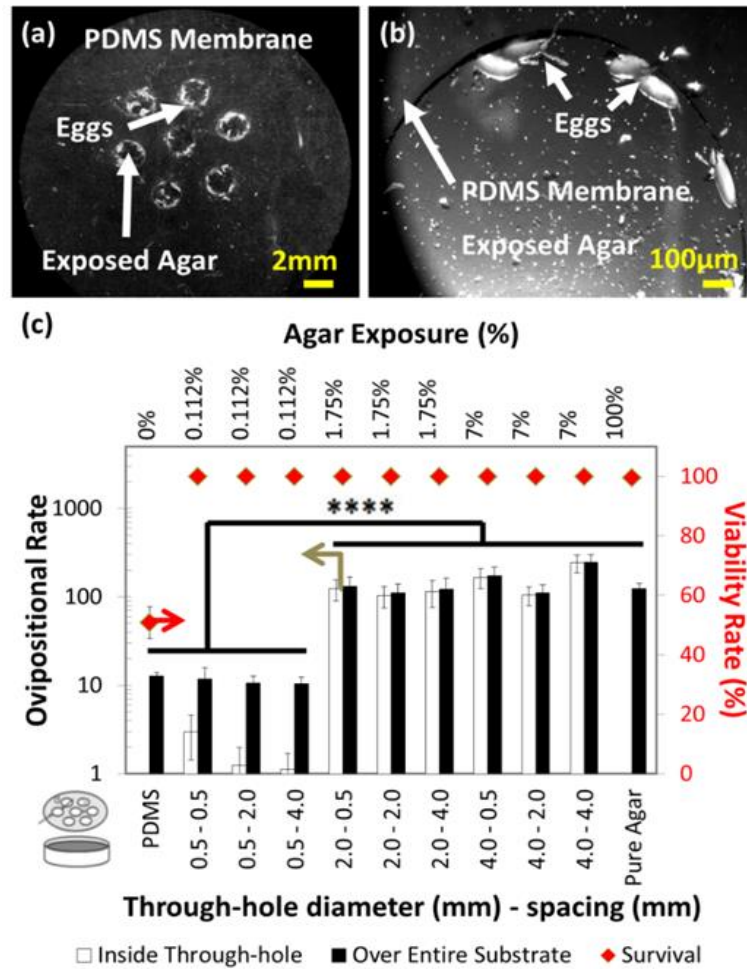 (a)
PDMS Membrane
Eggs
Exposed Agar
2mm
(b)
Eggs
PDMS Membrane
Exposed Agar
100μm
(c)
Agar Exposure (%)
0%
0.112%
0.112%
0.112%
1.75%
1.75%
1.75%
7%
7%
7%
100%
Ovipositional Rate
1000
100
10
1
****
100
80
60
40
20
0
Viability Rate (%)
PDMS
0.5 - 0.5
0.5 - 2.0
0.5 - 4.0
2.0 - 0.5
2.0 - 2.0
2.0 - 4.0
4.0 - 0.5
4.0 - 2.0
4.0 - 4.0
Pure Agar
Through-hole diameter (mm) - spacing (mm)
Inside Through-hole
Over Entire Substrate
Survival